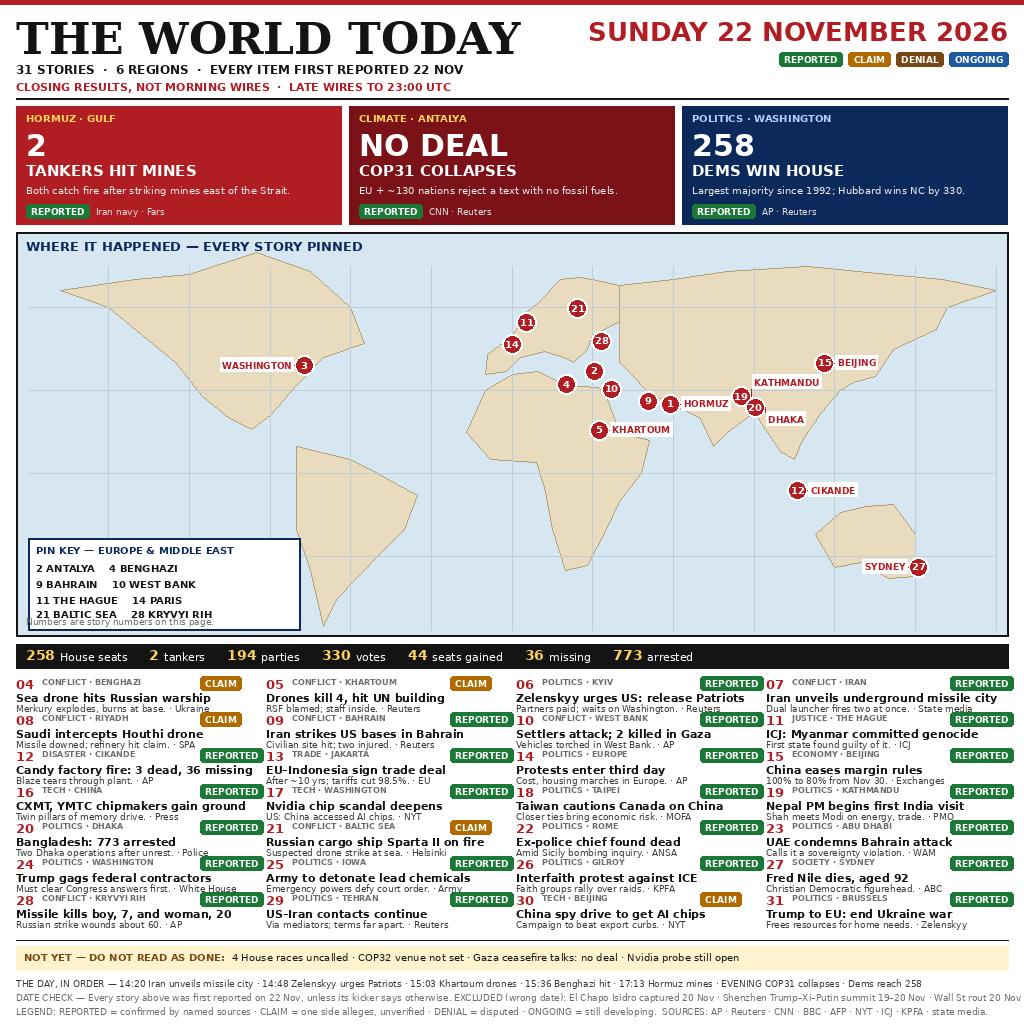 THE WORLD TODAY
SUNDAY 22 NOVEMBER 2026
31 STORIES · 6 REGIONS · EVERY ITEM FIRST REPORTED 22 NOV
REPORTED CLAIM DENIAL ONGOING
CLOSING RESULTS, NOT MORNING WIRES · LATE WIRES TO 23:00 UTC
HORMUZ · GULF
2
TANKERS HIT MINES
Both catch fire after striking mines east of the Strait.
REPORTED Iran navy · Fars
CLIMATE · ANTALYA
NO DEAL
COP31 COLLAPSES
EU + ~130 nations reject a text with no fossil fuels.
REPORTED CNN · Reuters
POLITICS · WASHINGTON
258
DEMS WIN HOUSE
Largest majority since 1992; Hubbard wins NC by 330.
REPORTED AP · Reuters
WHERE IT HAPPENED — EVERY STORY PINNED
21
11
14
28
WASHINGTON 3
15 BEIJING
2
4
10
KATHMANDU
9
1 HORMUZ
19
20
DHAKA
5 KHARTOUM
12 CIKANDE
SYDNEY 27
PIN KEY — EUROPE & MIDDLE EAST
2 ANTALYA 4 BENGHAZI
9 BAHRAIN 10 WEST BANK
11 THE HAGUE 14 PARIS
21 BALTIC SEA 28 KRYVYI RIH
Numbers are story numbers on this page.
258 House seats 2 tankers 194 parties 330 votes 44 seats gained 36 missing 773 arrested
04 CONFLICT · BENGHAZI CLAIM
Sea drone hits Russian warship
Merkury explodes, burns at base. · Ukraine
05 CONFLICT · KHARTOUM CLAIM
Drones kill 4, hit UN building
RSF blamed; staff inside. · Reuters
06 POLITICS · KYIV REPORTED
Zelenskyy urges US: release Patriots
Partners paid; waits on Washington. · Reuters
07 CONFLICT · IRAN REPORTED
Iran unveils underground missile city
Dual launcher fires two at once. · State media
08 CONFLICT · RIYADH CLAIM
Saudi intercepts Houthi drone
Missile downed; refinery hit claim. · SPA
09 CONFLICT · BAHRAIN REPORTED
Iran strikes US bases in Bahrain
Civilian site hit; two injured. · Reuters
10 CONFLICT · WEST BANK REPORTED
Settlers attack; 2 killed in Gaza
Vehicles torched in West Bank. · AP
11 JUSTICE · THE HAGUE REPORTED
ICJ: Myanmar committed genocide
First state found guilty of it. · ICJ
12 DISASTER · CIKANDE REPORTED
Candy factory fire: 3 dead, 36 missing
Blaze tears through plant. · AP
13 TRADE · JAKARTA REPORTED
EU–Indonesia sign trade deal
After ~10 yrs; tariffs cut 98.5%. · EU
14 POLITICS · EUROPE REPORTED
Protests enter third day
Cost, housing marches in Europe. · AP
15 ECONOMY · BEIJING REPORTED
China eases margin rules
100% to 80% from Nov 30. · Exchanges
16 TECH · CHINA REPORTED
CXMT, YMTC chipmakers gain ground
Twin pillars of memory drive. · Press
17 TECH · WASHINGTON REPORTED
Nvidia chip scandal deepens
US: China accessed AI chips. · NYT
18 POLITICS · TAIPEI REPORTED
Taiwan cautions Canada on China
Closer ties bring economic risk. · MOFA
19 POLITICS · KATHMANDU REPORTED
Nepal PM begins first India visit
Shah meets Modi on energy, trade. · PMO
20 POLITICS · DHAKA REPORTED
Bangladesh: 773 arrested
Two Dhaka operations after unrest. · Police
21 CONFLICT · BALTIC SEA CLAIM
Russian cargo ship Sparta II on fire
Suspected drone strike at sea. · Helsinki
22 POLITICS · ROME REPORTED
Ex-police chief found dead
Amid Sicily bombing inquiry. · ANSA
23 POLITICS · ABU DHABI REPORTED
UAE condemns Bahrain attack
Calls it a sovereignty violation. · WAM
24 POLITICS · WASHINGTON REPORTED
Trump gags federal contractors
Must clear Congress answers first. · White House
25 POLITICS · IOWA REPORTED
Army to detonate lead chemicals
Emergency powers defy court order. · Army
26 POLITICS · GILROY REPORTED
Interfaith protest against ICE
Faith groups rally over raids. · KPFA
27 SOCIETY · SYDNEY REPORTED
Fred Nile dies, aged 92
Christian Democratic figurehead. · ABC
28 CONFLICT · KRYVYI RIH REPORTED
Missile kills boy, 7, and woman, 20
Russian strike wounds about 60. · AP
29 POLITICS · TEHRAN REPORTED
US–Iran contacts continue
Via mediators; terms far apart. · Reuters
30 TECH · BEIJING CLAIM
China spy drive to get AI chips
Campaign to beat export curbs. · NYT
31 POLITICS · BRUSSELS REPORTED
Trump to EU: end Ukraine war
Frees resources for home needs. · Zelenskyy
NOT YET — DO NOT READ AS DONE: 4 House races uncalled · COP32 venue not set · Gaza ceasefire talks: no deal · Nvidia probe still open
THE DAY, IN ORDER — 14:20 Iran unveils missile city · 14:48 Zelenskyy urges Patriots · 15:03 Khartoum drones · 15:36 Benghazi hit · 17:13 Hormuz mines · EVENING COP31 collapses · Dems reach 258
DATE CHECK — Every story above was first reported on 22 Nov, unless its kicker says otherwise. EXCLUDED (wrong date): El Chapo Isidro captured 20 Nov · Shenzhen Trump–Xi–Putin summit 19–20 Nov · Wall St rout 20 Nov
LEGEND: REPORTED = confirmed by named sources · CLAIM = one side alleges, unverified · DENIAL = disputed · ONGOING = still developing. SOURCES: AP · Reuters · CNN · BBC · AFP · NYT · ICJ · KPFA · state media.